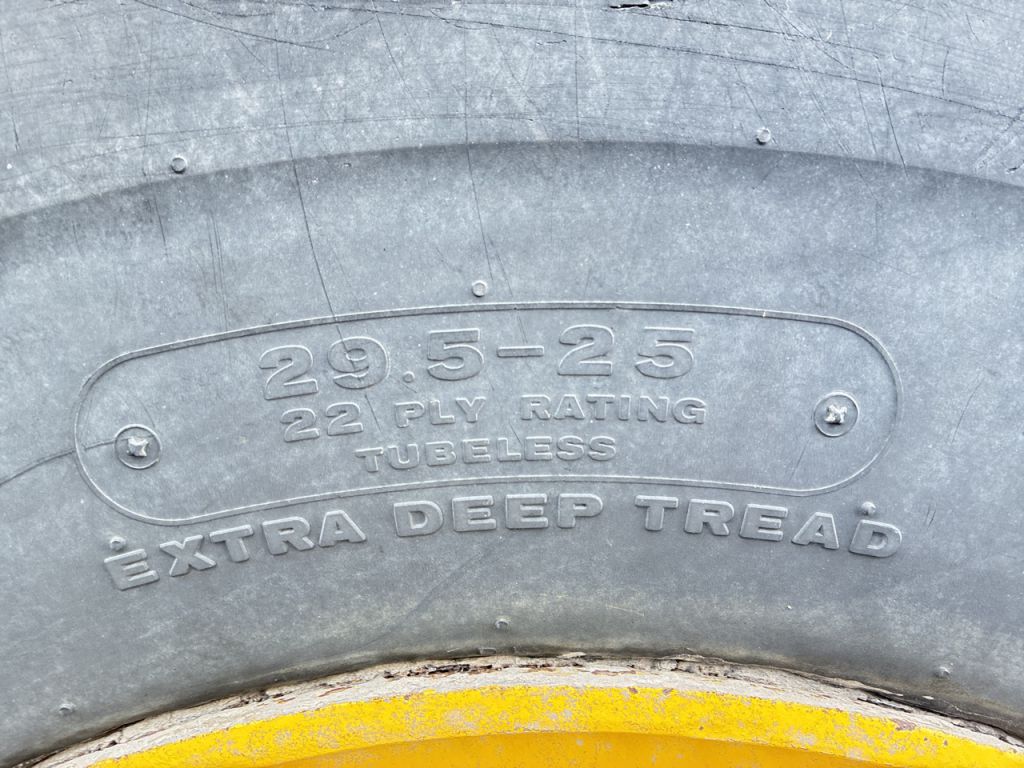 29.5-25
22 PLY RATING
TUBELESS
EXTRA DEEP TREAD